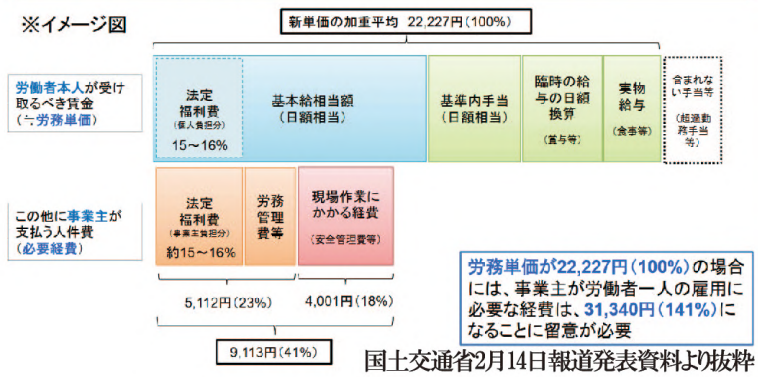 ※イメージ図
新単価の加重平均 22,227円(100%)
労働者本人が受け
取るべき賃金
(≒労務単価)
法定
福利費
(個人負担分)
15～16%
基本給相当額
(日額相当)
基準内手当
(日額相当)
臨時の給
与の日額
換算
(賞与等)
実物
給与
(食事等)
含まれな
い手当等
(超過勤
務手当
等)
この他に事業主が
支払う人件費
(必要経費)
法定
福利費
(事業主負担分)
約15～16%
労務
管理
費等
現場作業に
かかる経費
(安全管理費等)
5,112円(23%)
4,001円(18%)
9,113円(41%)
労務単価が22,227円(100%)の場合
には、事業主が労働者一人の雇用に
必要な経費は、31,340円(141%)に
なることに留意が必要
国土交通省2月14日報道発表資料より抜粋